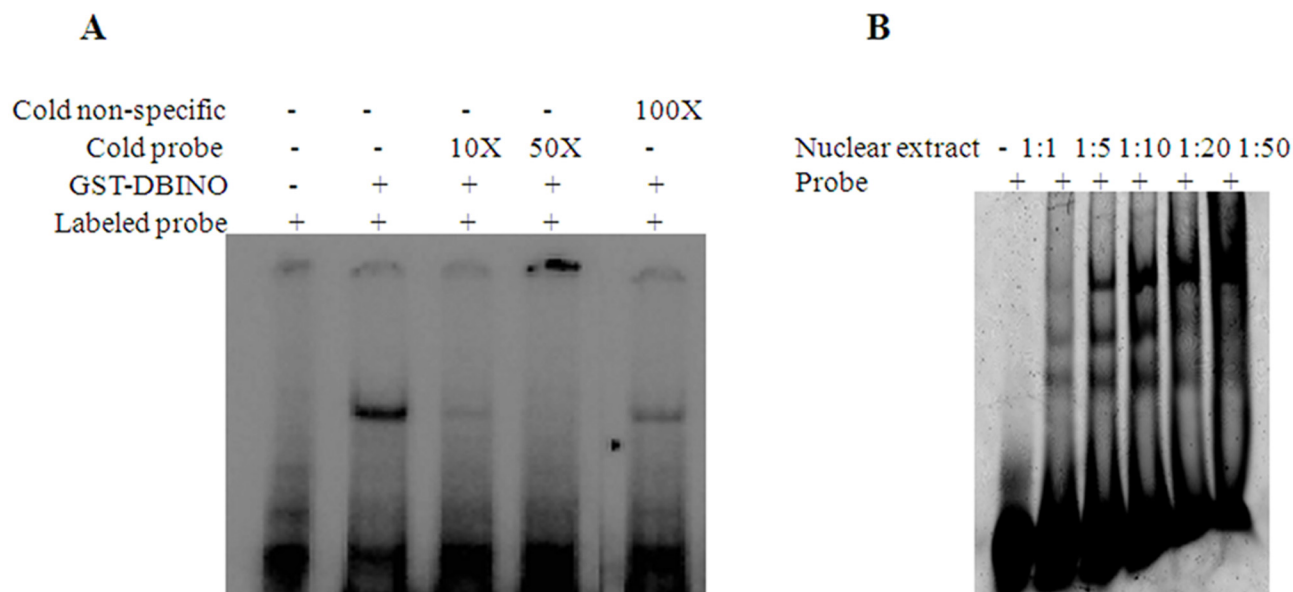 A
Cold non-specific - - - - 100X
Cold probe - - 10X 50X -
GST-DBINO - + + + +
Labeled probe + + + + +
B
Nuclear extract - 1:1 1:5 1:10 1:20 1:50
Probe + + + + + +